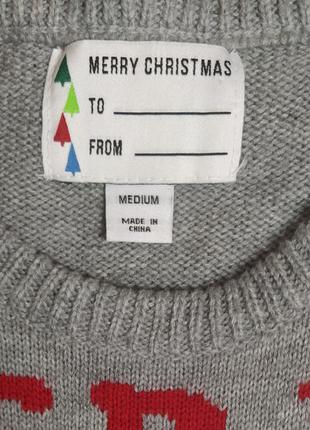 MERRY CHRISTMAS
TO
FROM
MEDIUM
MADE IN
CHINA